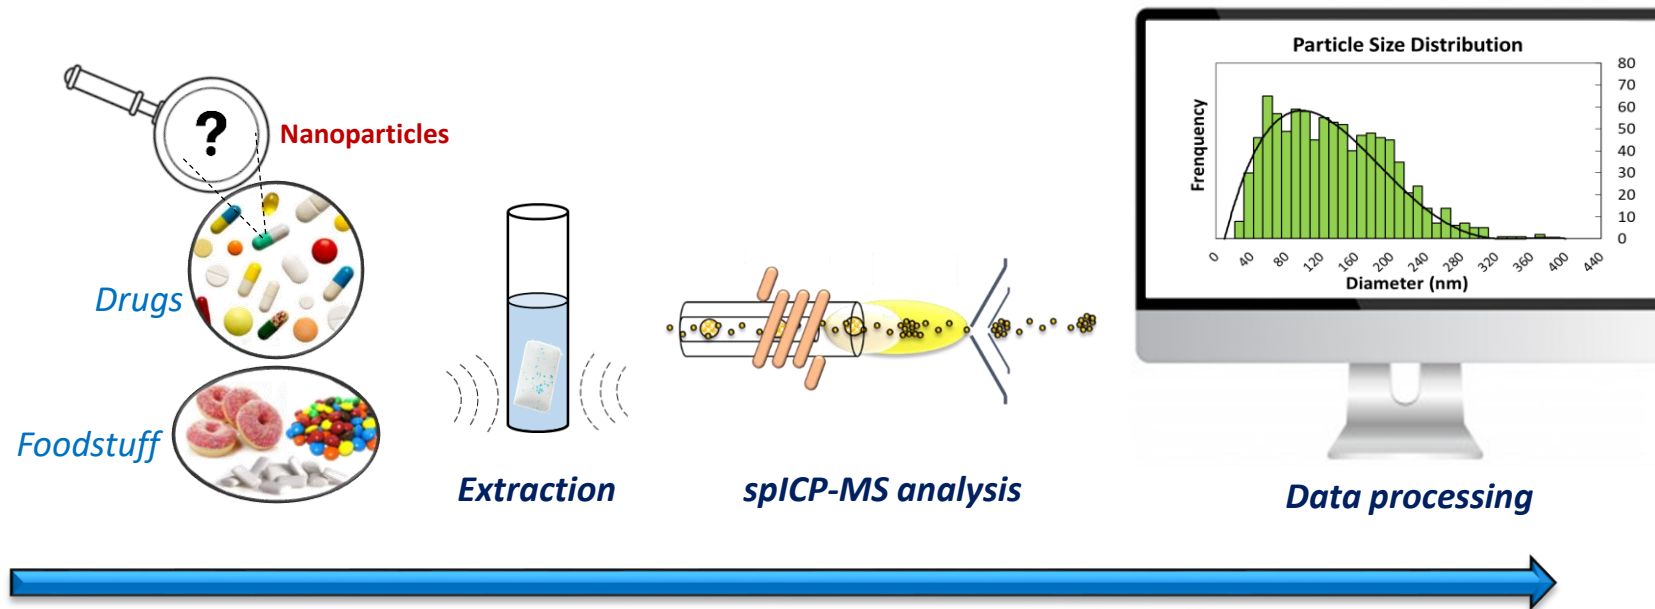 ?
Nanoparticles
Drugs
Foodstuff
Extraction
spICP-MS analysis
Particle Size Distribution
Frenquency
80
70
60
50
40
30
20
10
0
0 40 80 120 160 200 240 280 320 360 400 440
Diameter (nm)
Data processing